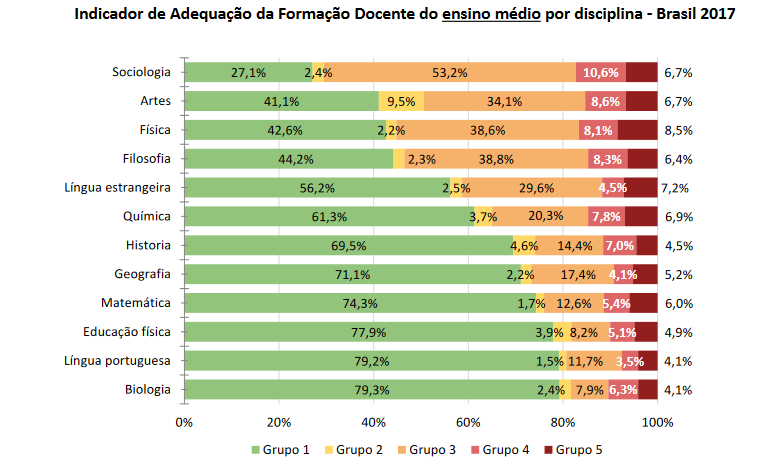 Indicador de Adequação da Formação Docente do ensino médio por disciplina - Brasil 2017
Sociologia 27,1% 2,4% 53,2% 10,6% 6,7%
Artes 41,1% 9,5% 34,1% 8,6% 6,7%
Física 42,6% 2,2% 38,6% 8,1% 8,5%
Filosofia 44,2% 2,3% 38,8% 8,3% 6,4%
Língua estrangeira 56,2% 2,5% 29,6% 4,5% 7,2%
Química 61,3% 3,7% 20,3% 7,8% 6,9%
Historia 69,5% 4,6% 14,4% 7,0% 4,5%
Geografia 71,1% 2,2% 17,4% 4,1% 5,2%
Matemática 74,3% 1,7% 12,6% 5,4% 6,0%
Educação física 77,9% 3,9% 8,2% 5,1% 4,9%
Língua portuguesa 79,2% 1,5% 11,7% 3,5% 4,1%
Biologia 79,3% 2,4% 7,9% 6,3% 4,1%
0% 20% 40% 60% 80% 100%
Grupo 1 Grupo 2 Grupo 3 Grupo 4 Grupo 5